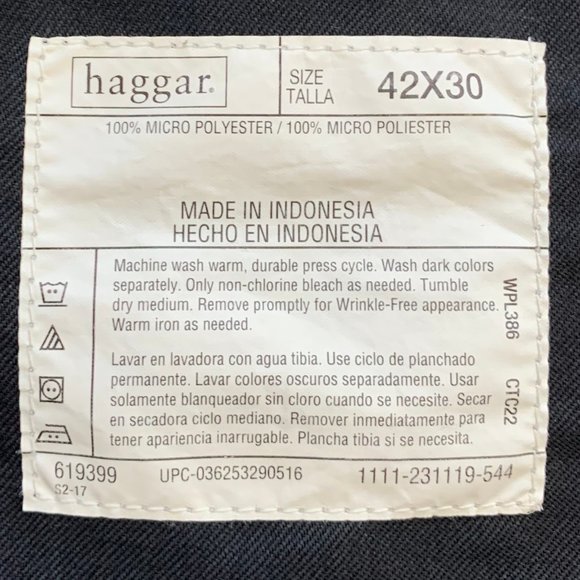 haggar®
SIZE
TALLA
42X30
100% MICRO POLYESTER / 100% MICRO POLIESTER
MADE IN INDONESIA
HECHO EN INDONESIA
Machine wash warm, durable press cycle. Wash dark colors
separately. Only non-chlorine bleach as needed. Tumble
dry medium. Remove promptly for Wrinkle-Free appearance.
Warm iron as needed.
Lavar en lavadora con agua tibia. Use ciclo de planchado
permanente. Lavar colores oscuros separadamente. Usar
solamente blanqueador sin cloro cuando se necesite. Secar
en secadora ciclo mediano. Remover inmediatamente para
tener apariencia inarrugable. Plancha tibia si se necesita.
WPL386 CTC22
619399
S2-17
UPC-036253290516
1111-231119-544